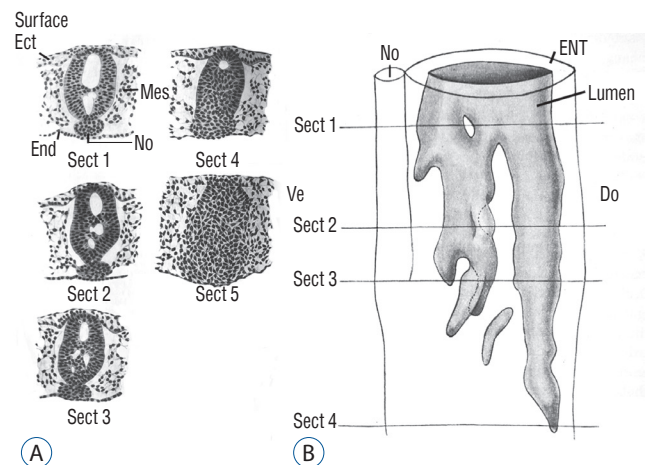 Surface
Ect
Mes
End
No
Sect 1
Sect 4
Sect 2
Sect 5
Sect 3
A
No
ENT
Lumen
Sect 1
Ve
Do
Sect 2
Sect 3
Sect 4
B